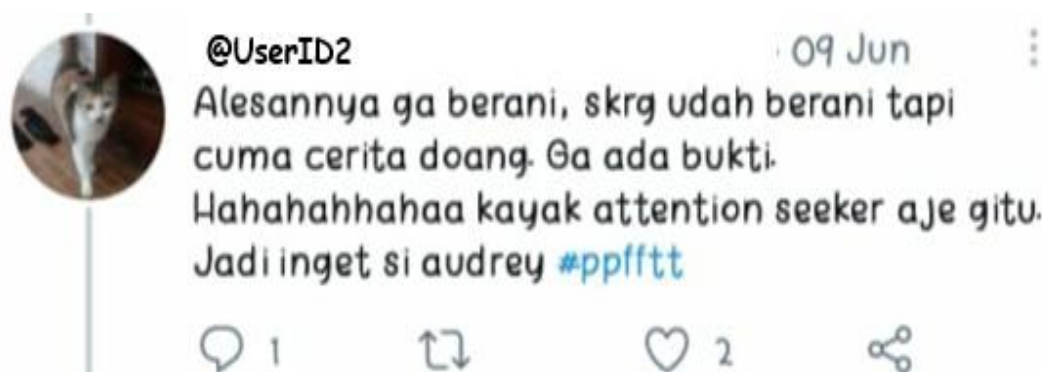 @UserID2 · 09 Jun
Alesannya ga berani, skrg udah berani tapi
cuma cerita doang. Ga ada bukti.
Hahahahhahaa kayak attention seeker aje gitu.
Jadi inget si audrey #ppfftt
1 2